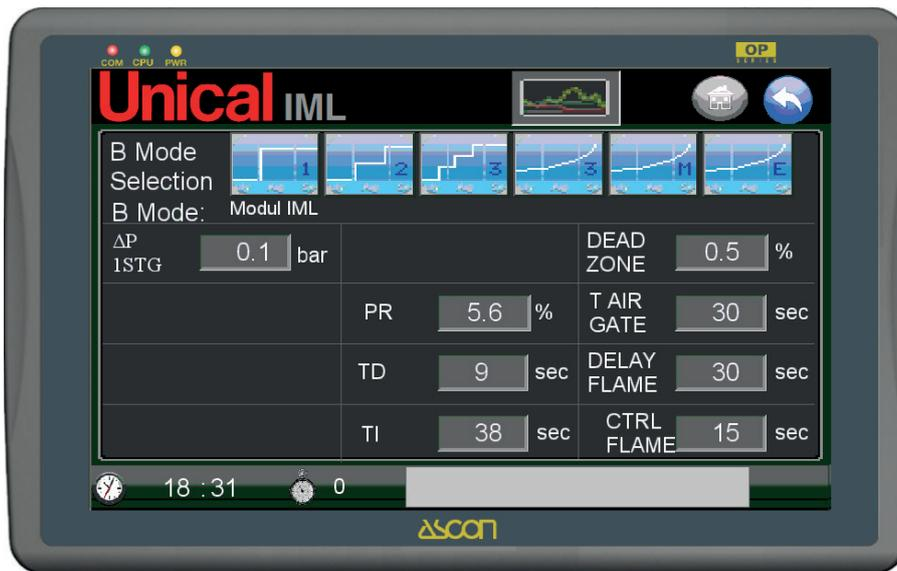 COM CPU PWR
OP
SERIES
Unical IML
B Mode
Selection
1 2 3 3 M E
B Mode: Modul IML
ΔP
1STG 0.1 bar
DEAD
ZONE 0.5 %
PR 5.6 %
T AIR
GATE 30 sec
TD 9 sec
DELAY
FLAME 30 sec
TI 38 sec
CTRL
FLAME 15 sec
18 : 31 0
ASCON